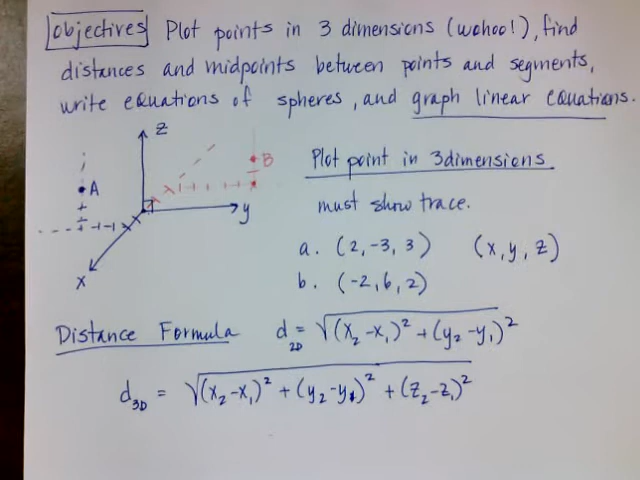 objectives Plot points in 3 dimensions (wohoo!), find
distances and midpoints between points and segments,
write equations of spheres, and graph linear equations.
z
A
B
y
x
Plot point in 3dimensions
must show trace.
a. (2, -3, 3) (x, y, z)
b. (-2, 6, 2)
Distance Formula d₂D = √(x₂-x₁)² + (y₂-y₁)²
d₃D = √(x₂-x₁)² + (y₂-y₁)² + (z₂-z₁)²